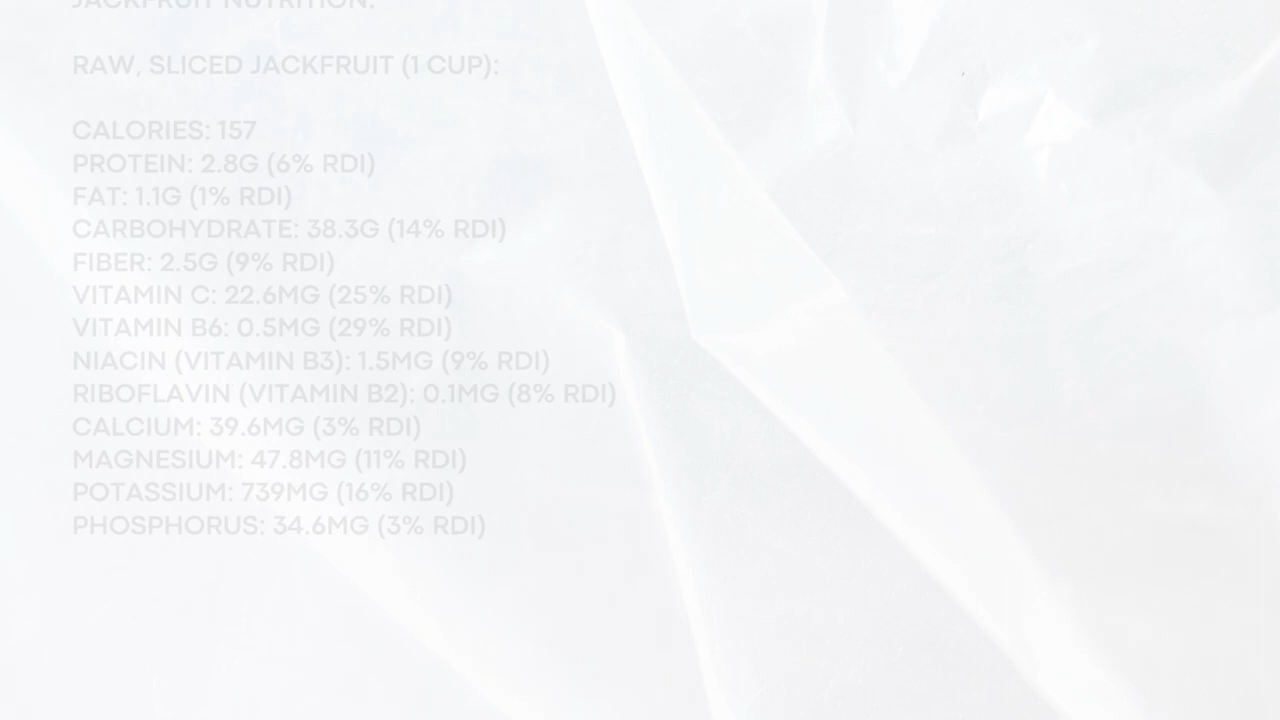 JACKFRUIT NUTRITION:
RAW, SLICED JACKFRUIT (1 CUP):
CALORIES: 157
PROTEIN: 2.8G (6% RDI)
FAT: 1.1G (1% RDI)
CARBOHYDRATE: 38.3G (14% RDI)
FIBER: 2.5G (9% RDI)
VITAMIN C: 22.6MG (25% RDI)
VITAMIN B6: 0.5MG (29% RDI)
NIACIN (VITAMIN B3): 1.5MG (9% RDI)
RIBOFLAVIN (VITAMIN B2): 0.1MG (8% RDI)
CALCIUM: 39.6MG (3% RDI)
MAGNESIUM: 47.8MG (11% RDI)
POTASSIUM: 739MG (16% RDI)
PHOSPHORUS: 34.6MG (3% RDI)